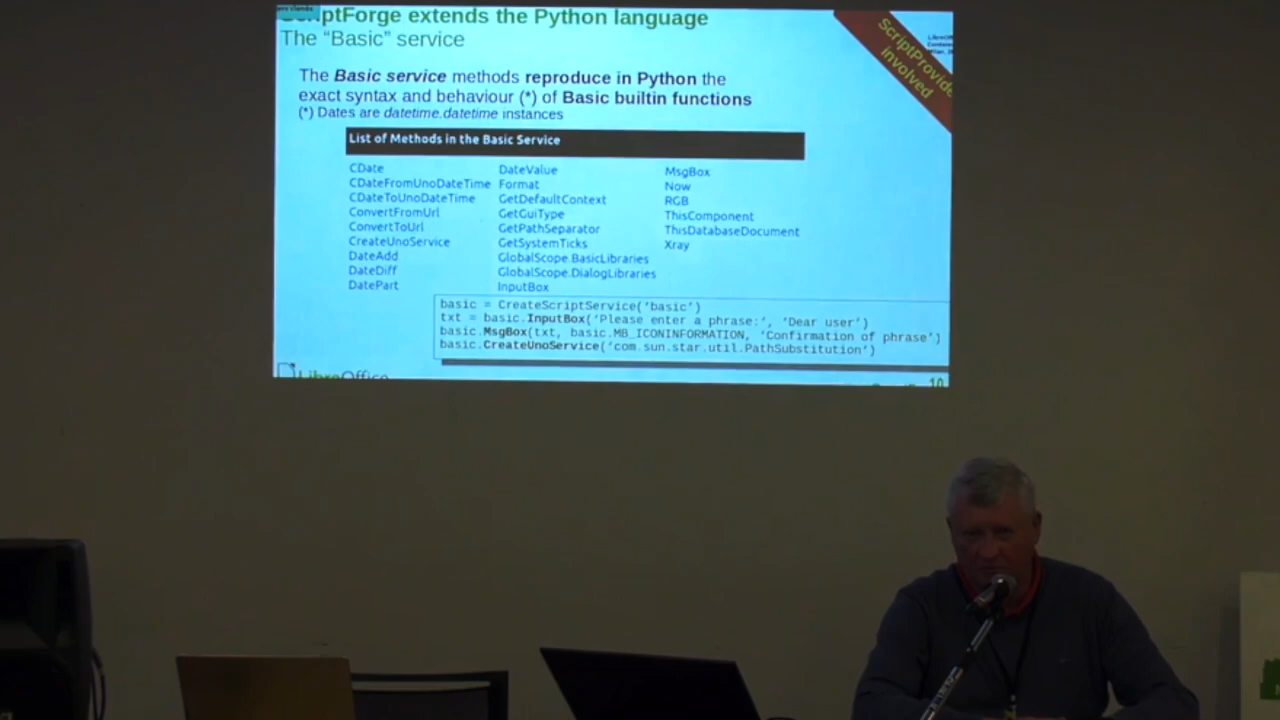 ptForge extends the Python language
The “Basic” service
ScriptProvide
involved
The Basic service methods reproduce in Python the
exact syntax and behaviour (*) of Basic builtin functions
(*) Dates are datetime.datetime instances
List of Methods in the Basic Service
CDate
CDateFromUnoDateTime
CDateToUnoDateTime
ConvertFromUrl
ConvertToUrl
CreateUnoService
DateAdd
DateDiff
DatePart
DateValue
Format
GetDefaultContext
GetGuiType
GetPathSeparator
GetSystemTicks
GlobalScope.BasicLibraries
GlobalScope.DialogLibraries
InputBox
MsgBox
Now
RGB
ThisComponent
ThisDatabaseDocument
Xray
basic = CreateScriptService('basic')
txt = basic.InputBox('Please enter a phrase:', 'Dear user')
basic.MsgBox(txt, basic.MB_ICONINFORMATION, 'Confirmation of phrase')
basic.CreateUnoService('com.sun.star.util.PathSubstitution')
LibreOffice
10